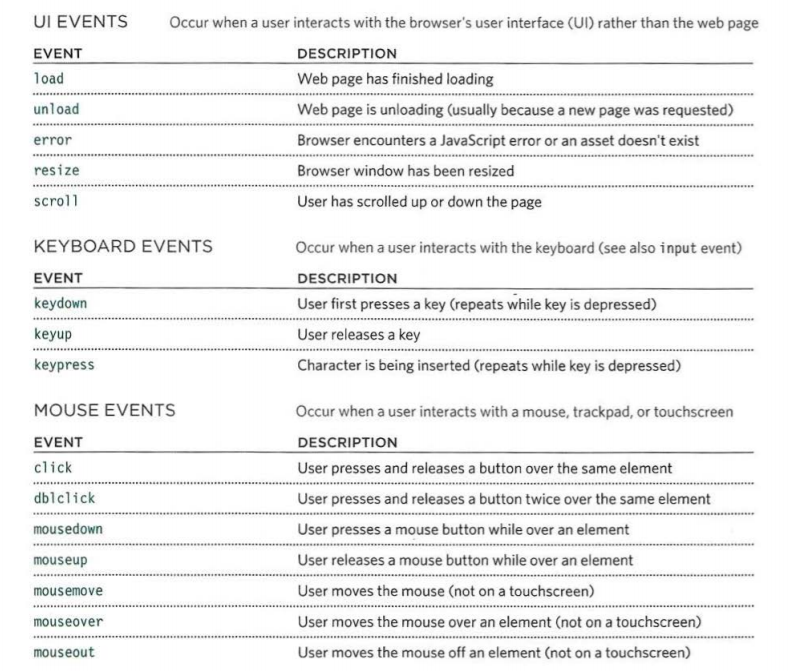 UI EVENTS Occur when a user interacts with the browser's user interface (UI) rather than the web page
EVENT DESCRIPTION
load Web page has finished loading
unload Web page is unloading (usually because a new page was requested)
error Browser encounters a JavaScript error or an asset doesn't exist
resize Browser window has been resized
scroll User has scrolled up or down the page
KEYBOARD EVENTS Occur when a user interacts with the keyboard (see also input event)
EVENT DESCRIPTION
keydown User first presses a key (repeats while key is depressed)
keyup User releases a key
keypress Character is being inserted (repeats while key is depressed)
MOUSE EVENTS Occur when a user interacts with a mouse, trackpad, or touchscreen
EVENT DESCRIPTION
click User presses and releases a button over the same element
dblclick User presses and releases a button twice over the same element
mousedown User presses a mouse button while over an element
mouseup User releases a mouse button while over an element
mousemove User moves the mouse (not on a touchscreen)
mouseover User moves the mouse over an element (not on a touchscreen)
mouseout User moves the mouse off an element (not on a touchscreen)